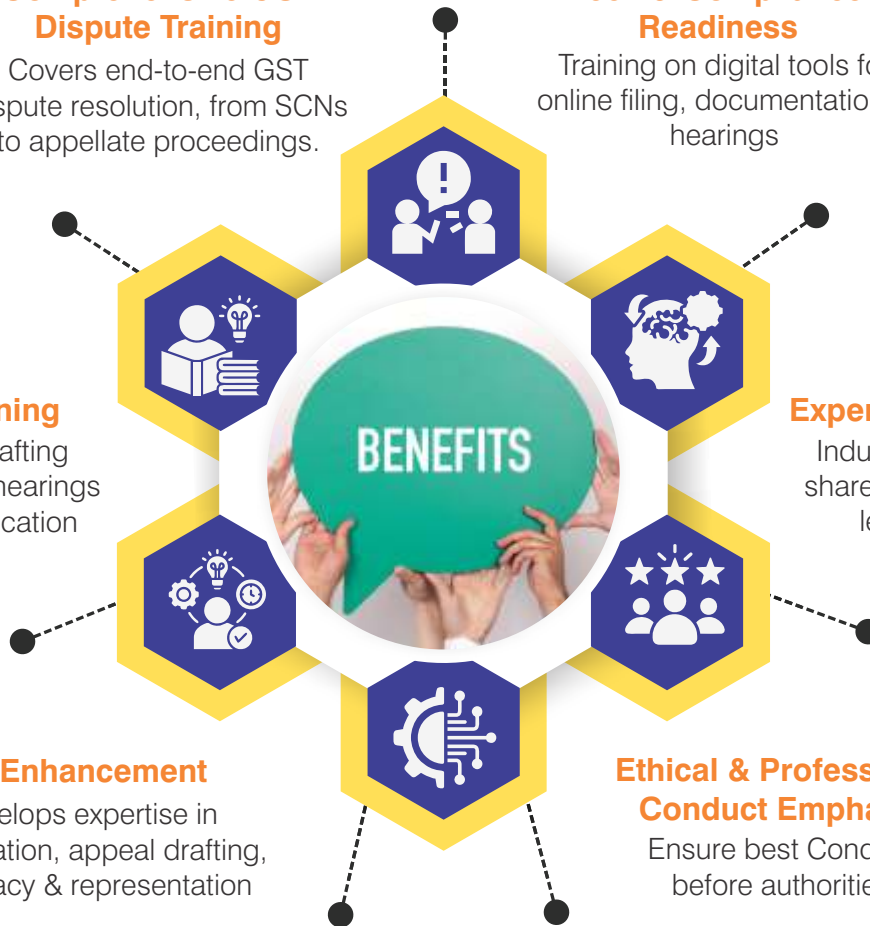 Dispute Training
Covers end-to-end GST
spute resolution, from SCNs
to appellate proceedings.
Readiness
Training on digital tools fo
online filing, documentatio
hearings
BENEFITS
ning
afting
hearings
cation
Exper
Indu
share
le
Enhancement
elops expertise in
ation, appeal drafting,
acy & representation
Ethical & Profess
Conduct Empha
Ensure best Cond
before authoritie